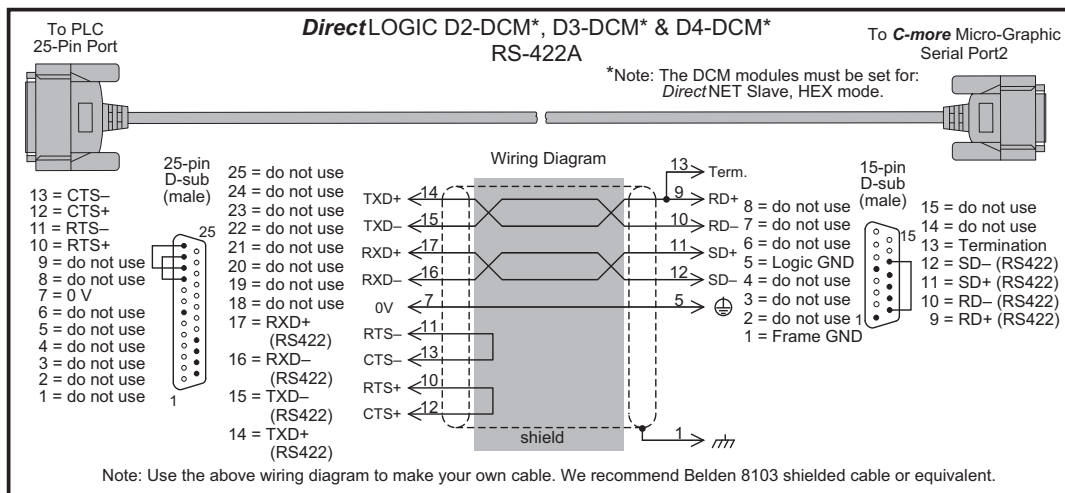 To PLC
25-Pin Port
DirectLOGIC D2-DCM*, D3-DCM* & D4-DCM*
RS-422A
To C-more Micro-Graphic
Serial Port2
*Note: The DCM modules must be set for:
DirectNET Slave, HEX mode.
25-pin
D-sub
(male)
13 = CTS–
12 = CTS+
11 = RTS–
10 = RTS+
9 = do not use
8 = do not use
7 = 0 V
6 = do not use
5 = do not use
4 = do not use
3 = do not use
2 = do not use
1 = do not use
25
1
25 = do not use
24 = do not use
23 = do not use
22 = do not use
21 = do not use
20 = do not use
19 = do not use
18 = do not use
17 = RXD+
(RS422)
16 = RXD–
(RS422)
15 = TXD–
(RS422)
14 = TXD+
(RS422)
Wiring Diagram
13 Term.
TXD+ 14 9 RD+
TXD– 15 10 RD–
RXD+ 17 11 SD+
RXD– 16 12 SD–
0V 7 5
RTS– 11
CTS– 13
RTS+ 10
CTS+ 12
shield
1
8 = do not use
7 = do not use
6 = do not use
5 = Logic GND
4 = do not use
3 = do not use
2 = do not use
1 = Frame GND
15-pin
D-sub
(male)
15
1
15 = do not use
14 = do not use
13 = Termination
12 = SD– (RS422)
11 = SD+ (RS422)
10 = RD– (RS422)
9 = RD+ (RS422)
Note: Use the above wiring diagram to make your own cable. We recommend Belden 8103 shielded cable or equivalent.